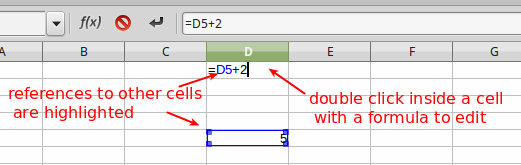 f(x) =D5+2
A B C D E F G
=D5+2
references to other cells
are highlighted
double click inside a cell
with a formula to edit
5